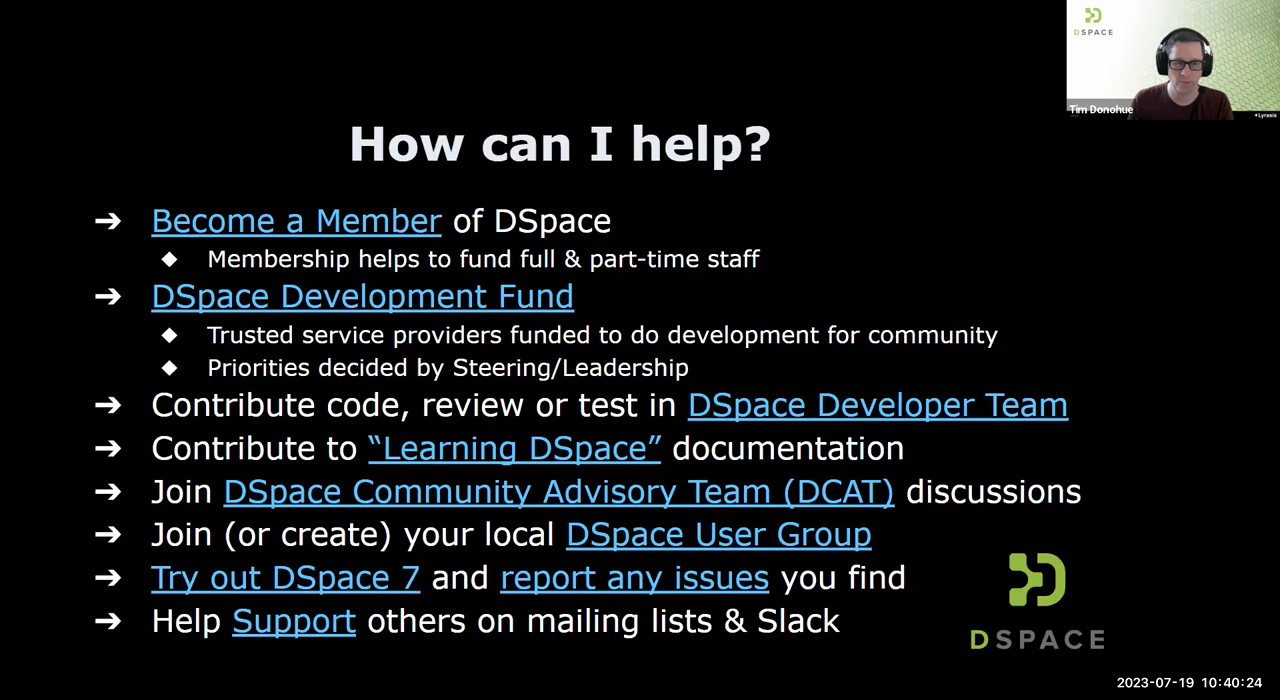 DSPACE
Tim Donohue
Lyrasis
How can I help?
➔ Become a Member of DSpace
◆ Membership helps to fund full & part-time staff
➔ DSpace Development Fund
◆ Trusted service providers funded to do development for community
◆ Priorities decided by Steering/Leadership
➔ Contribute code, review or test in DSpace Developer Team
➔ Contribute to “Learning DSpace” documentation
➔ Join DSpace Community Advisory Team (DCAT) discussions
➔ Join (or create) your local DSpace User Group
➔ Try out DSpace 7 and report any issues you find
➔ Help Support others on mailing lists & Slack
DSPACE
2023-07-19 10:40:24